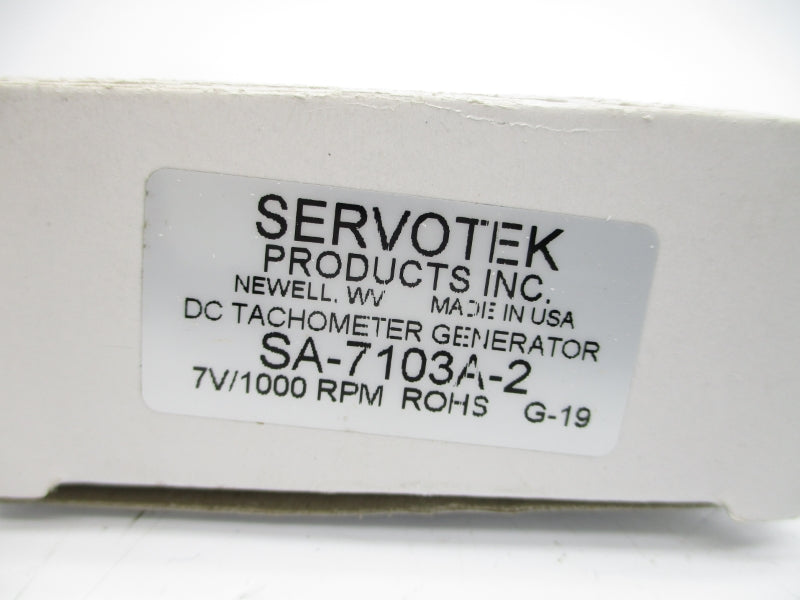 SERVOTEK
PRODUCTS INC.
NEWELL, WV MADE IN USA
DC TACHOMETER GENERATOR
SA-7103A-2
7V/1000 RPM ROHS G-19